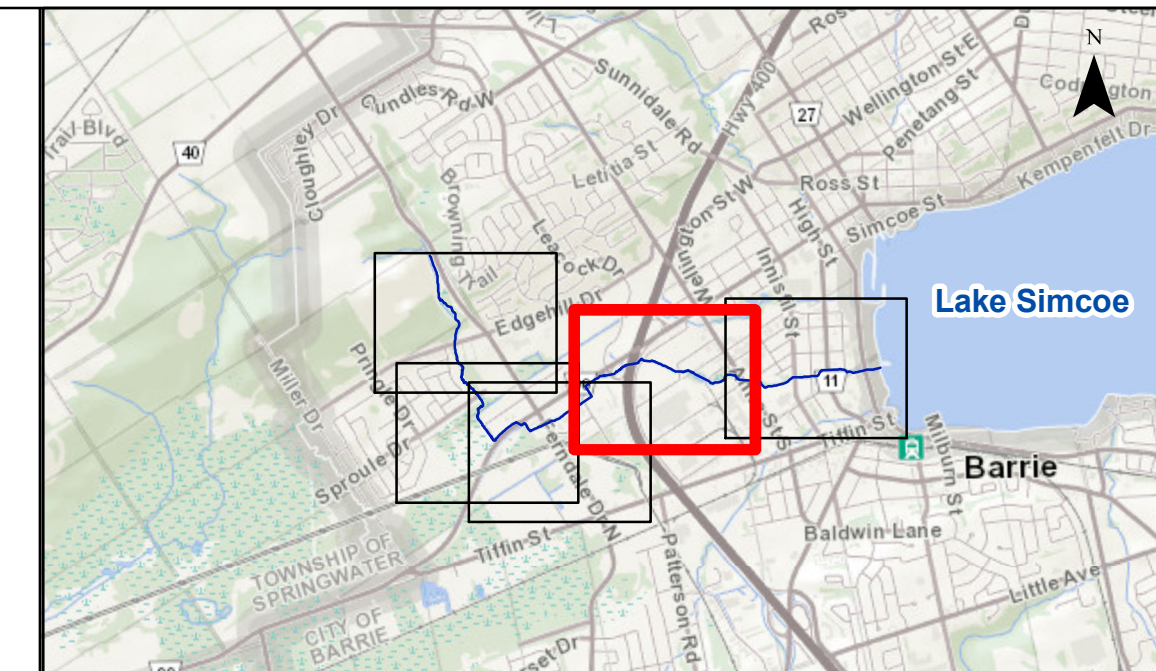 Sunnidale Rd
Hwy 400
Wellington St E
Penetang St
N
Kempenfelt Dr
Cundles Rd W
27
40
Cloughley Dr
Letitia St
Ross St
Browning Trail
Leacock Dr
Wellington St W
High St
Simcoe St
Innisfil St
Lake Simcoe
Edgehill Dr
Miller Dr
Pringle Dr
11
Sproule Dr
Ferndale Dr N
Tiffin St
Milburn St
Barrie
Tiffin St
Baldwin Lane
TOWNSHIP OF
SPRINGWATER
Patterson Rd
Little Ave
CITY OF
BARRIE